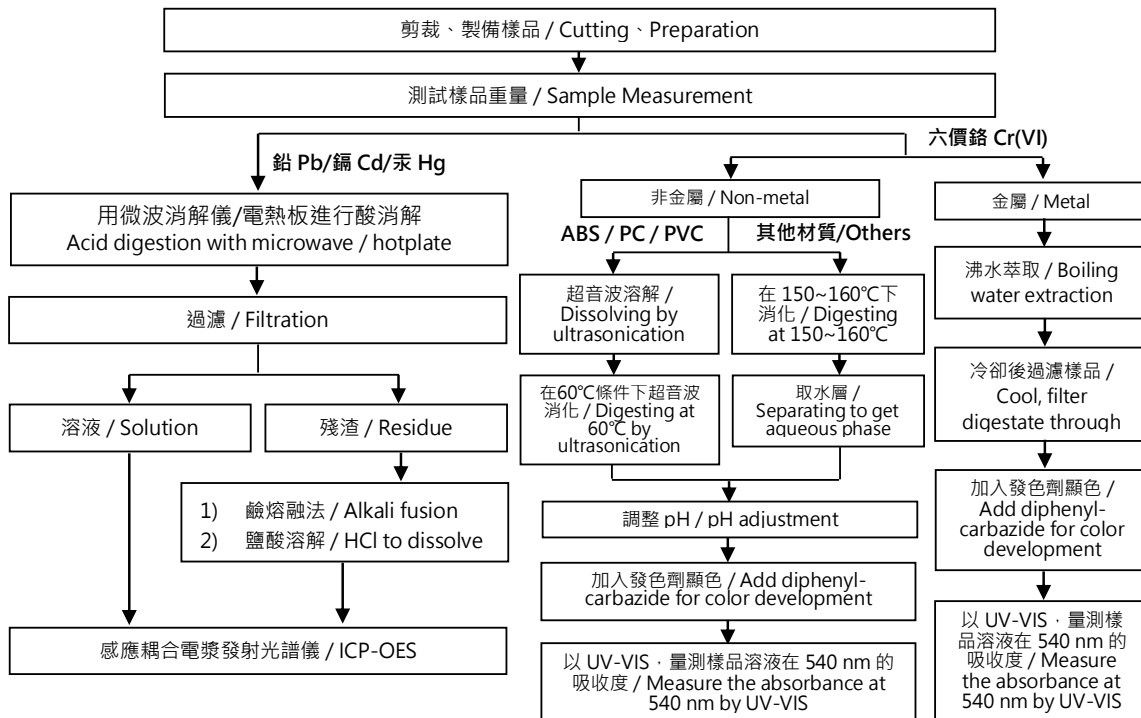 剪裁、製備樣品 / Cutting、Preparation
測試樣品重量 / Sample Measurement
鉛 Pb/鎘 Cd/汞 Hg
用微波消解儀/電熱板進行酸消解
Acid digestion with microwave / hotplate
過濾 / Filtration
溶液 / Solution
殘渣 / Residue
1) 鹼熔融法 / Alkali fusion
2) 鹽酸溶解 / HCl to dissolve
感應耦合電漿發射光譜儀 / ICP-OES
六價鉻 Cr(VI)
非金屬 / Non-metal
ABS / PC / PVC
其他材質/Others
超音波溶解 /
Dissolving by
ultrasonication
在60℃條件下超音波
消化 / Digesting at
60℃ by
ultrasonication
在 150~160℃下
消化 / Digesting
at 150~160℃
取水層 /
Separating to get
aqueous phase
調整 pH / pH adjustment
加入發色劑顯色 / Add diphenyl-
carbazide for color development
以 UV-VIS，量測樣品溶液在 540 nm 的
吸收度 / Measure the absorbance at
540 nm by UV-VIS
金屬 / Metal
沸水萃取 / Boiling
water extraction
冷卻後過濾樣品 /
Cool, filter
digestate through
加入發色劑顯色 /
Add diphenyl-
carbazide for color
development
以 UV-VIS，量測樣
品溶液在 540 nm 的
吸收度 / Measure
the absorbance at
540 nm by UV-VIS